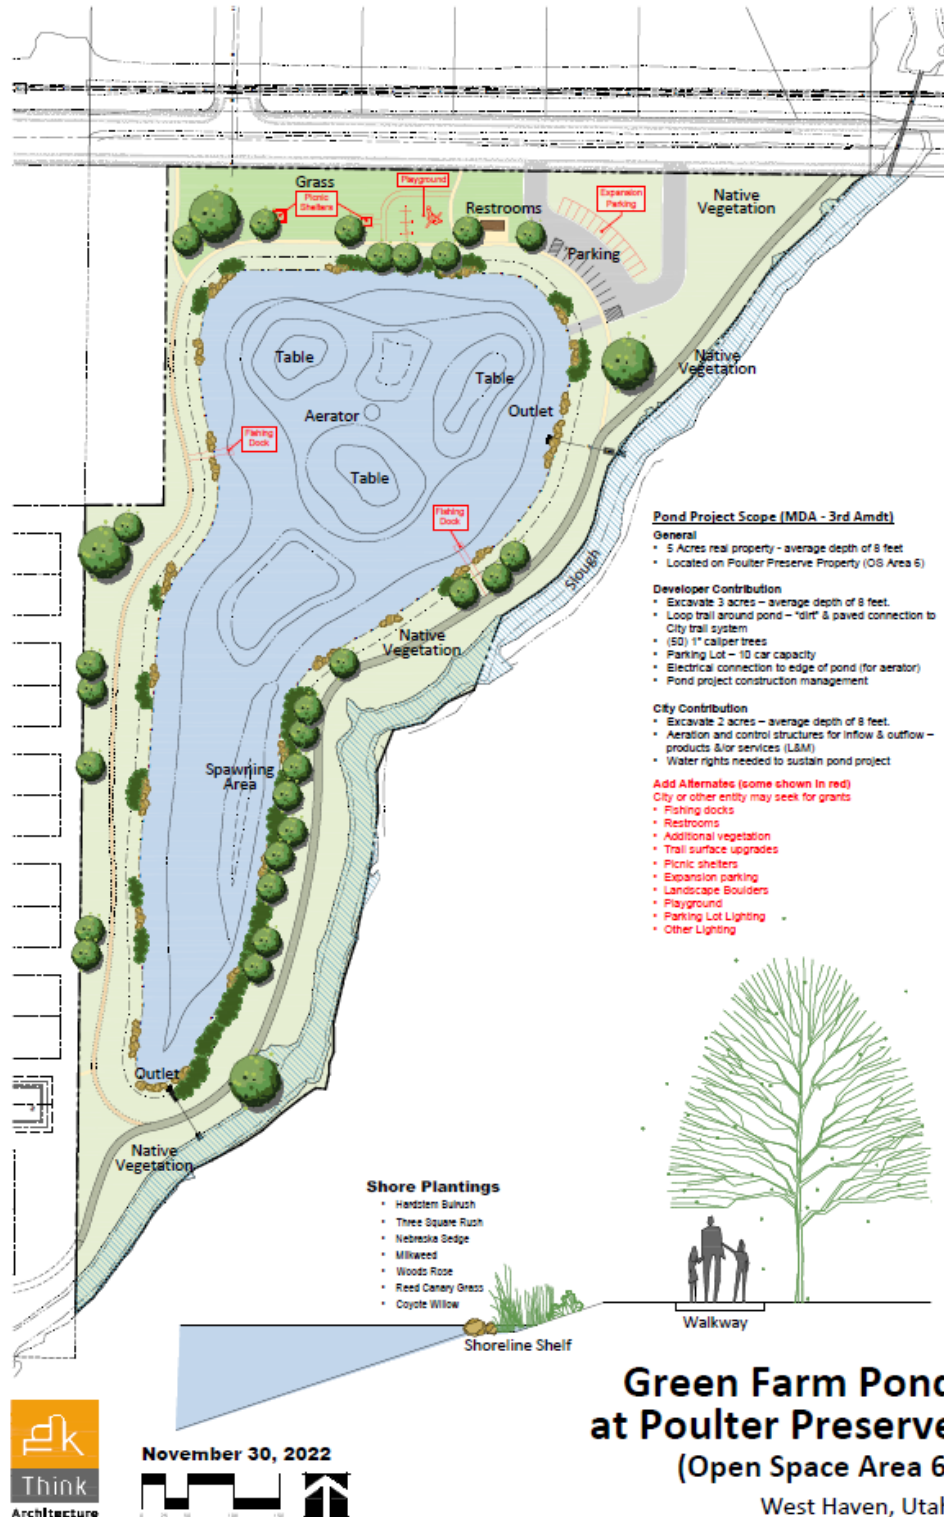 Grass
Picnic
Shelters
Playground
Restrooms
Expansion
Parking
Native
Vegetation
Parking
Native
Vegetation
Table
Table
Aerator
Outlet
Fishing
Dock
Table
Fishing
Dock
Slough
Native
Vegetation
Spawning
Area
Outlet
Native
Vegetation
Pond Project Scope (MDA - 3rd Amdt)
General
• 5 Acres real property - average depth of 8 feet
• Located on Poulter Preserve Property (OS Area 6)
Developer Contribution
• Excavate 3 acres – average depth of 8 feet.
• Loop trail around pond – "dirt" & paved connection to
City trail system
• (50) 1" caliper trees
• Parking Lot – 10 car capacity
• Electrical connection to edge of pond (for aerator)
• Pond project construction management
City Contribution
• Excavate 2 acres – average depth of 8 feet.
• Aeration and control structures for inflow & outflow –
products &/or services (L&M)
• Water rights needed to sustain pond project
Add Alternates (some shown in red)
City or other entity may seek for grants
• Fishing docks
• Restrooms
• Additional vegetation
• Trail surface upgrades
• Picnic shelters
• Expansion parking
• Landscape Boulders
• Playground
• Parking Lot Lighting
• Other Lighting
Shore Plantings
• Hardstem Bulrush
• Three Square Rush
• Nebraska Sedge
• Milkweed
• Woods Rose
• Reed Canary Grass
• Coyote Willow
Shoreline Shelf
Walkway
Green Farm Pond
at Poulter Preserve
(Open Space Area 6
West Haven, Utah
November 30, 2022
Think
Architecture